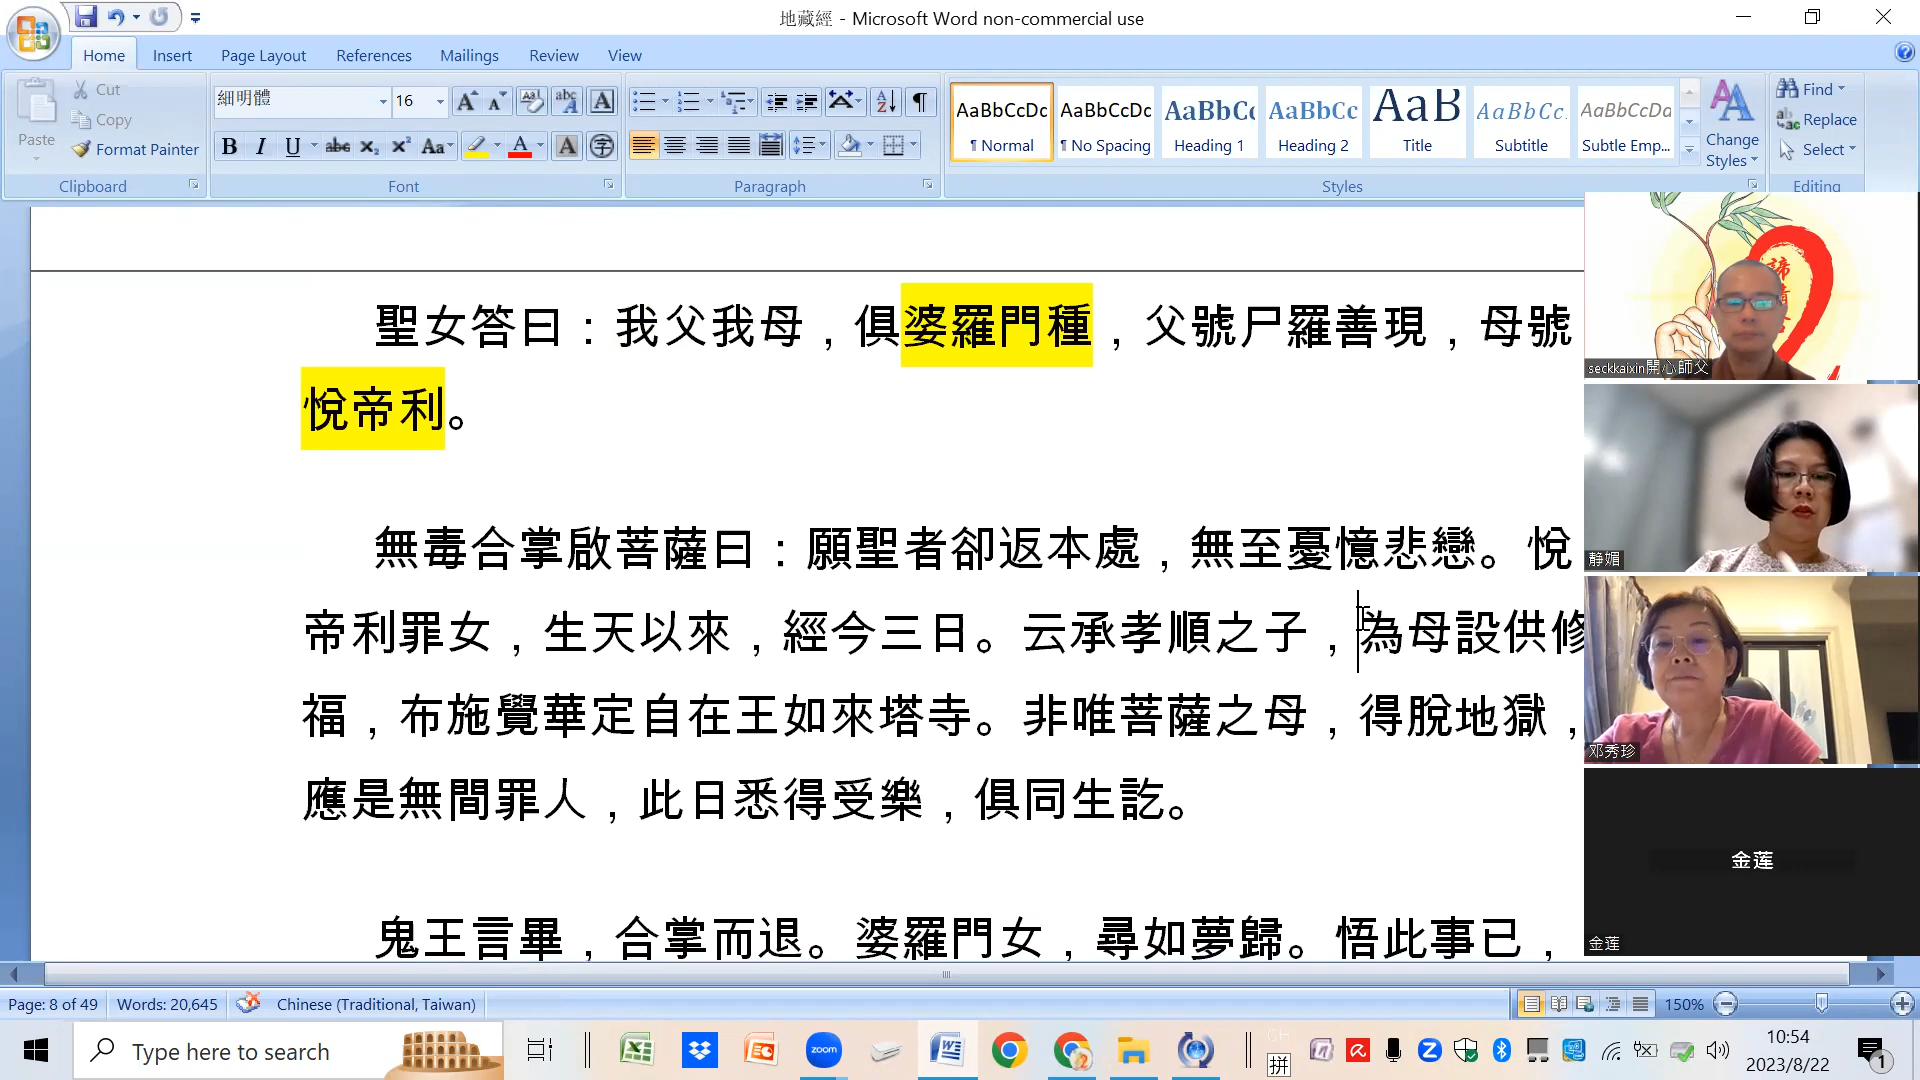 地藏經 - Microsoft Word non-commercial use
Home Insert Page Layout References Mailings Review View
Paste
Cut
Copy
Format Painter
Clipboard
細明體 16
Font
Paragraph
AaBbCcDc AaBbCcDc AaBbCc AaBbCc AaB AaBbCc. AaBbCcDa
¶ Normal ¶ No Spacing Heading 1 Heading 2 Title Subtitle Subtle Emp...
Styles
Change Styles
Find
Replace
Select
Editing
聖女答曰：我父我母，俱婆羅門種，父號尸羅善現，母號
悅帝利。
無毒合掌啟菩薩曰：願聖者卻返本處，無至憂憶悲戀。悅
帝利罪女，生天以來，經今三日。云承孝順之子，為母設供修
福，布施覺華定自在王如來塔寺。非唯菩薩之母，得脫地獄，
應是無間罪人，此日悉得受樂，俱同生訖。
鬼王言畢，合掌而退。婆羅門女，尋如夢歸。悟此事已，
seckkaixin開心師父
静媚
邓秀珍
金莲
金莲
Page: 8 of 49 Words: 20,645 Chinese (Traditional, Taiwan) 150%
Type here to search
zoom
拼
10:54
2023/8/22
1